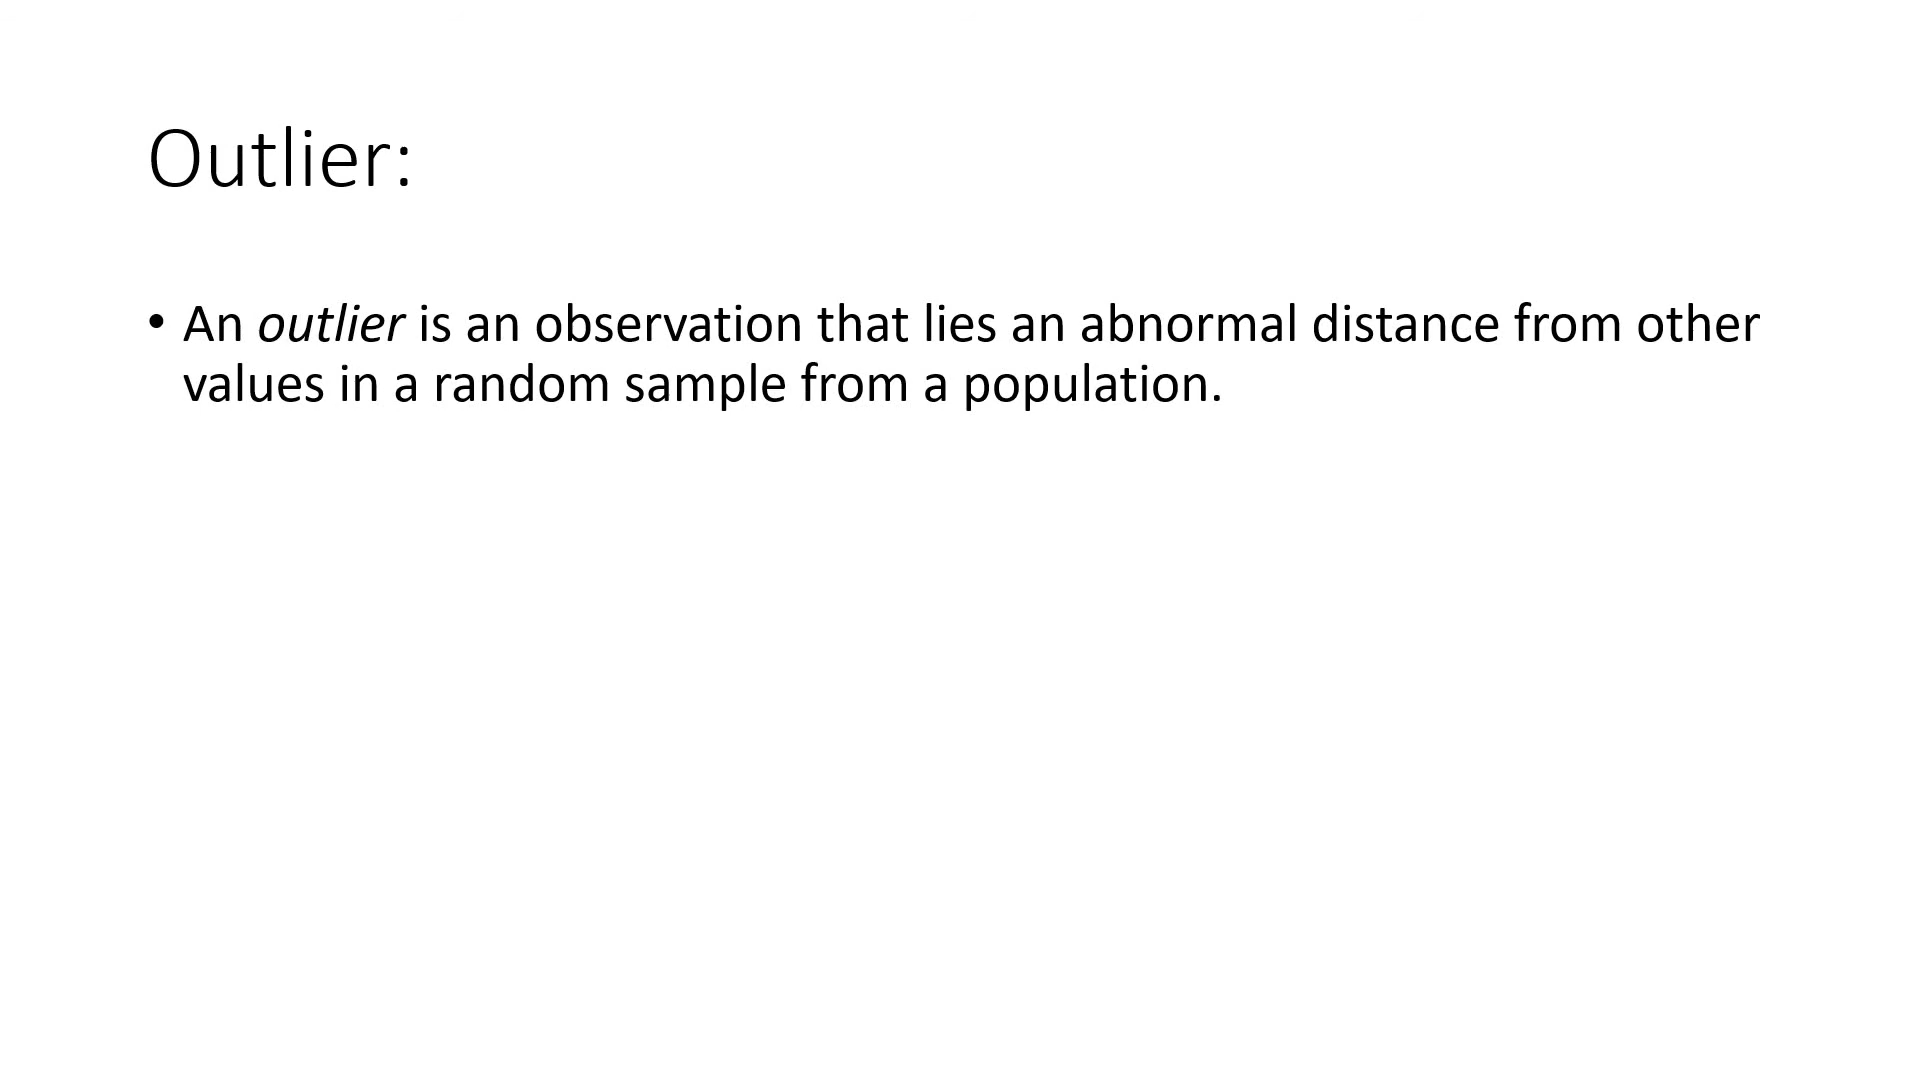 Outlier:
• An outlier is an observation that lies an abnormal distance from other
values in a random sample from a population.